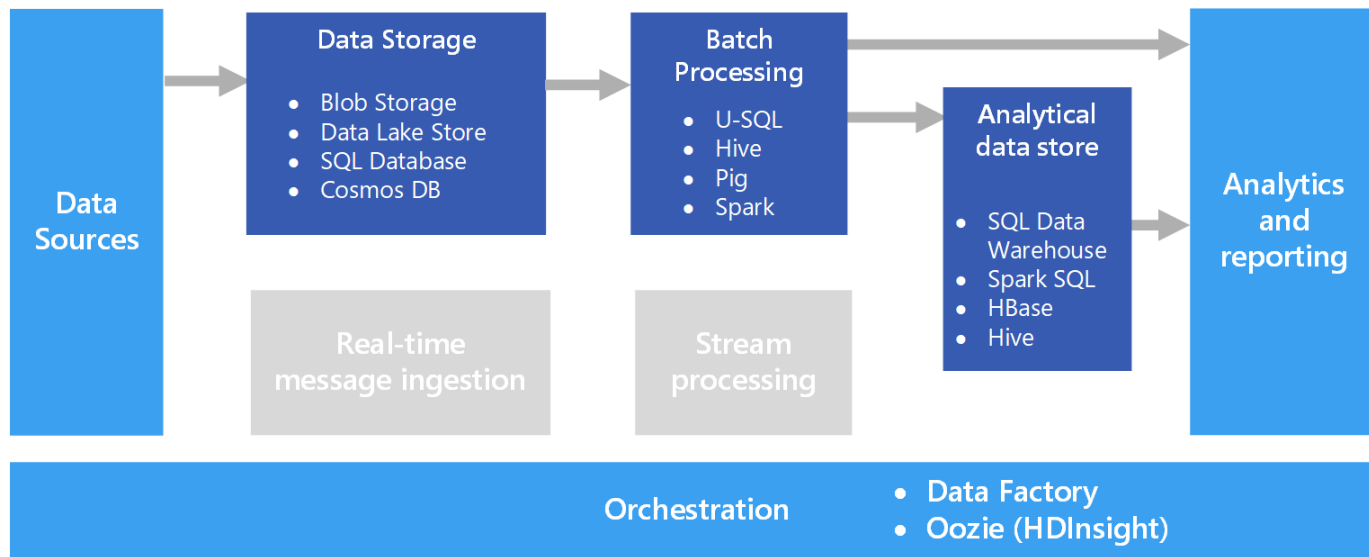 Data
Sources
Data Storage
• Blob Storage
• Data Lake Store
• SQL Database
• Cosmos DB
Batch
Processing
• U-SQL
• Hive
• Pig
• Spark
Analytical
data store
• SQL Data
Warehouse
• Spark SQL
• HBase
• Hive
Analytics
and
reporting
Real-time
message ingestion
Stream
processing
Orchestration
• Data Factory
• Oozie (HDInsight)